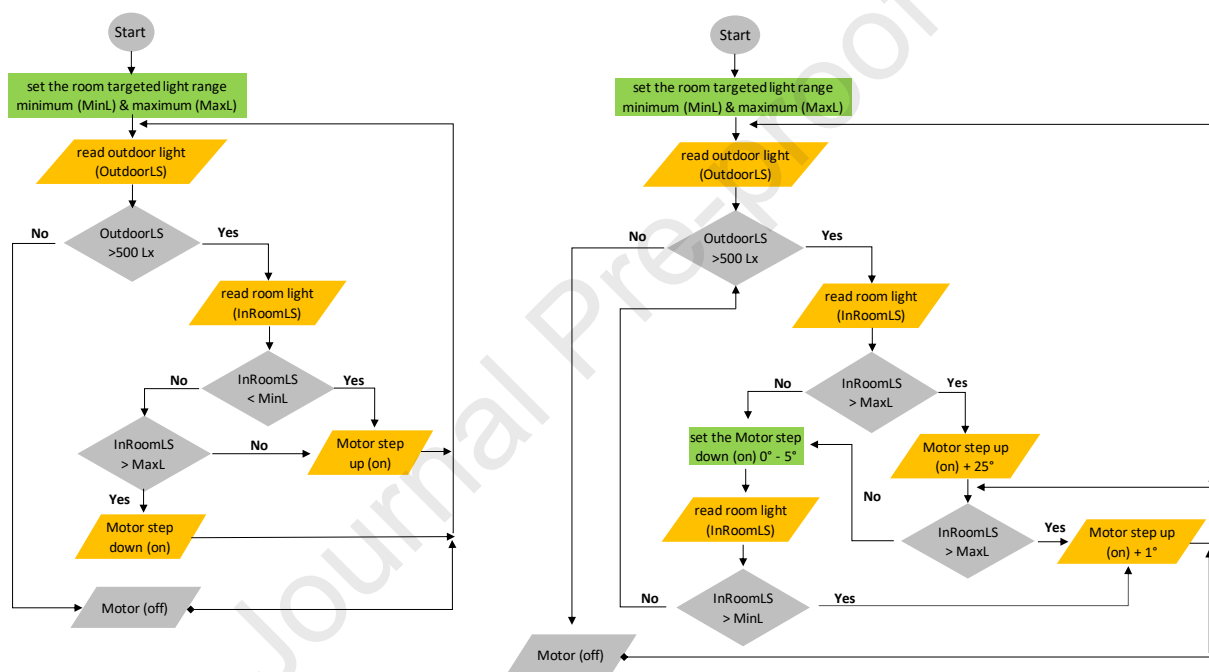 Start
set the room targeted light range
minimum (MinL) & maximum (MaxL)
read outdoor light
(OutdoorLS)
No
OutdoorLS
>500 Lx
Yes
read room light
(InRoomLS)
No
InRoomLS
< MinL
Yes
InRoomLS
> MaxL
No
Motor step
up (on)
Yes
Motor step
down (on)
Motor (off)
Start
set the room targeted light range
minimum (MinL) & maximum (MaxL)
read outdoor light
(OutdoorLS)
No
OutdoorLS
>500 Lx
Yes
read room light
(InRoomLS)
No
InRoomLS
> MaxL
Yes
set the Motor step
down (on) 0° - 5°
Motor step up
(on) + 25°
No
read room light
(InRoomLS)
InRoomLS
> MaxL
Yes
Motor step up
(on) + 1°
No
InRoomLS
> MinL
Yes
Motor (off)
Journal Pre-proof